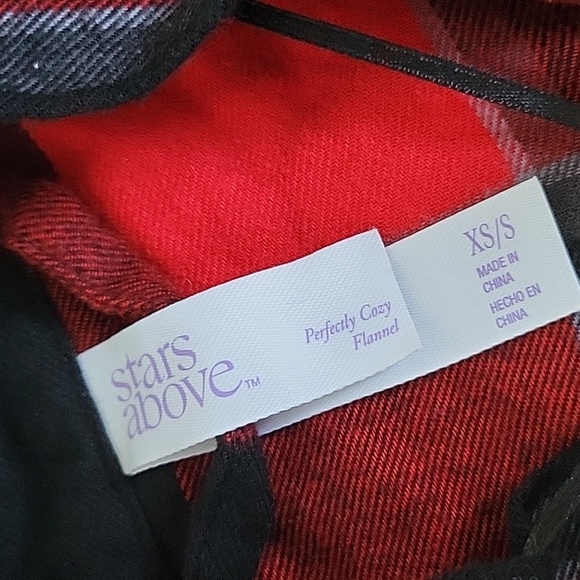 stars
above™
Perfectly Cozy
Flannel
XS/S
MADE IN
CHINA
HECHO EN
CHINA